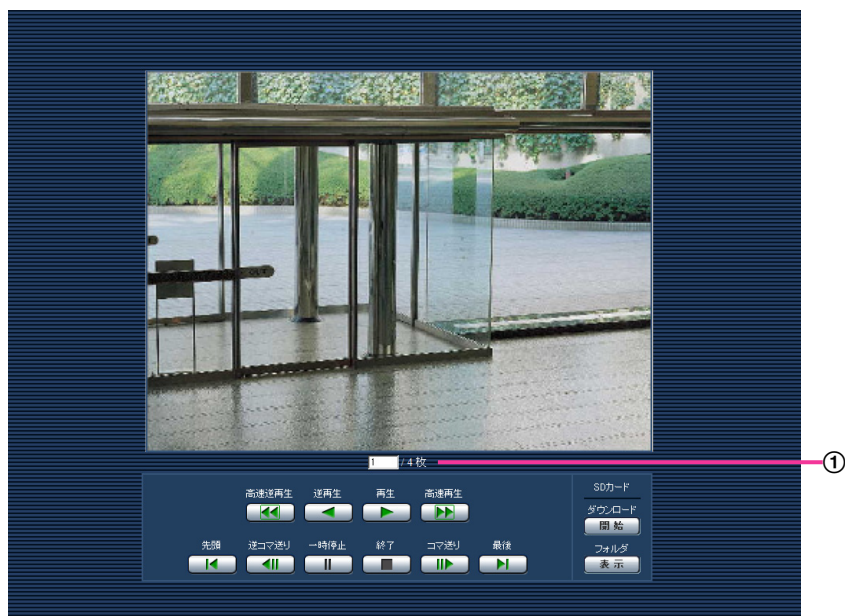 1 /4枚
①
高速逆再生 逆再生 再生 高速再生
先頭 逆コマ送り 一時停止 終了 コマ送り 最後
SDカード
ダウンロード
開始
フォルダ
表示